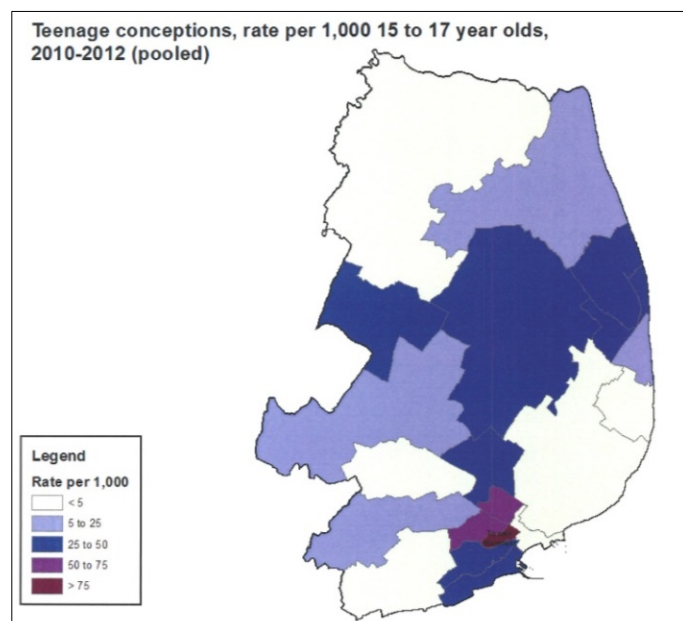 Teenage conceptions, rate per 1,000 15 to 17 year olds,
2010-2012 (pooled)
Legend
Rate per 1,000
< 5
5 to 25
25 to 50
50 to 75
> 75